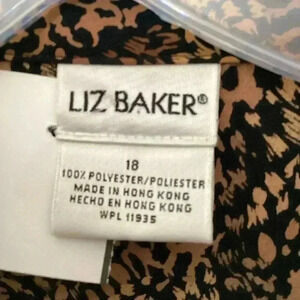 LIZ BAKER®
18
100% POLYESTER/POLIESTER
MADE IN HONG KONG
HECHO EN HONG KONG
WPL 11935